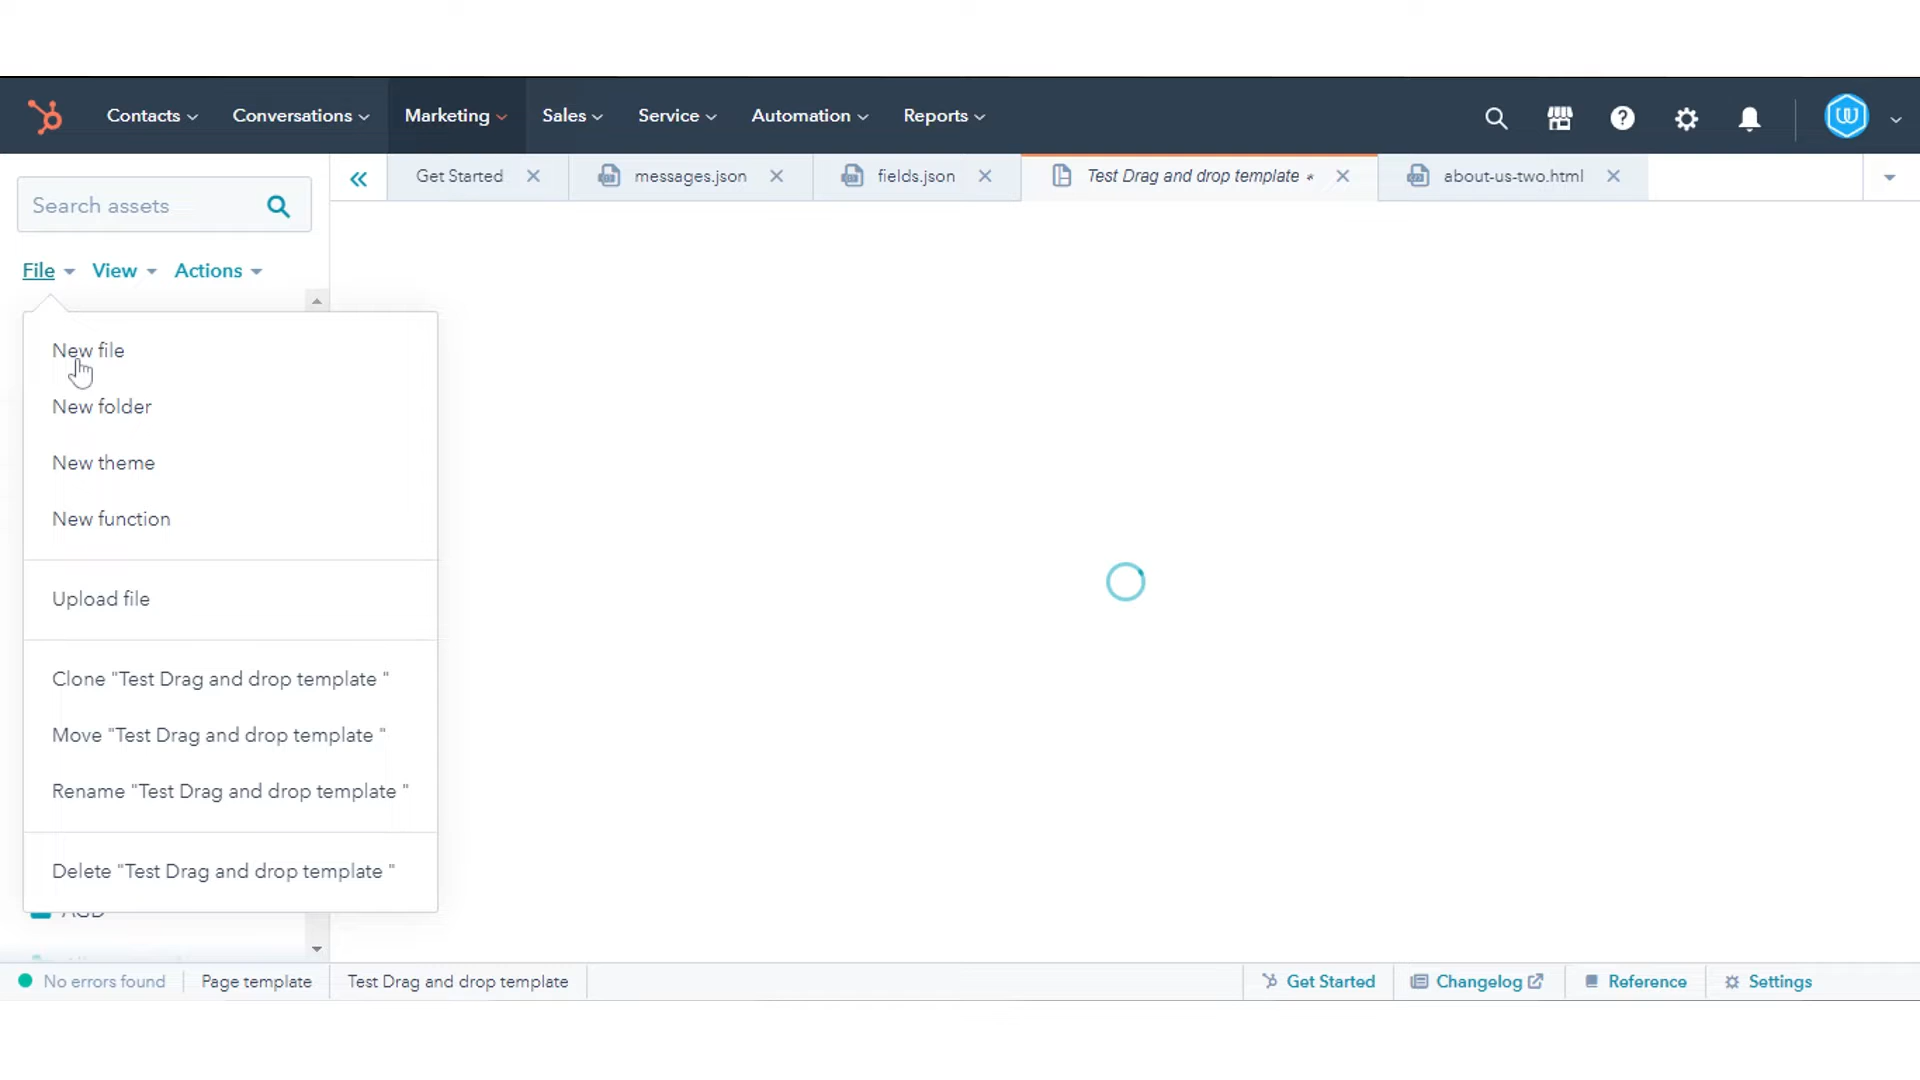 Contacts Conversations Marketing Sales Service Automation Reports
Get Started messages.json fields.json Test Drag and drop template * about-us-two.html
Search assets
File View Actions
New file
New folder
New theme
New function
Upload file
Clone "Test Drag and drop template "
Move "Test Drag and drop template "
Rename "Test Drag and drop template "
Delete "Test Drag and drop template "
No errors found Page template Test Drag and drop template Get Started Changelog Reference Settings